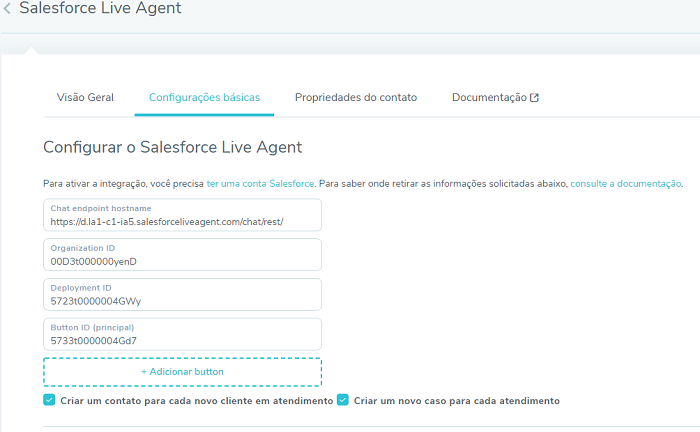 Salesforce Live Agent
Visão Geral Configurações básicas Propriedades do contato Documentação
Configurar o Salesforce Live Agent
Para ativar a integração, você precisa ter uma conta Salesforce. Para saber onde retirar as informações solicitadas abaixo, consulte a documentação.
Chat endpoint hostname
https://d.la1-c1-ia5.salesforceliveagent.com/chat/rest/
Organization ID
00D3t000000yenD
Deployment ID
5723t0000004GWy
Button ID (principal)
5733t0000004Gd7
+ Adicionar button
Criar um contato para cada novo cliente em atendimento Criar um novo caso para cada atendimento